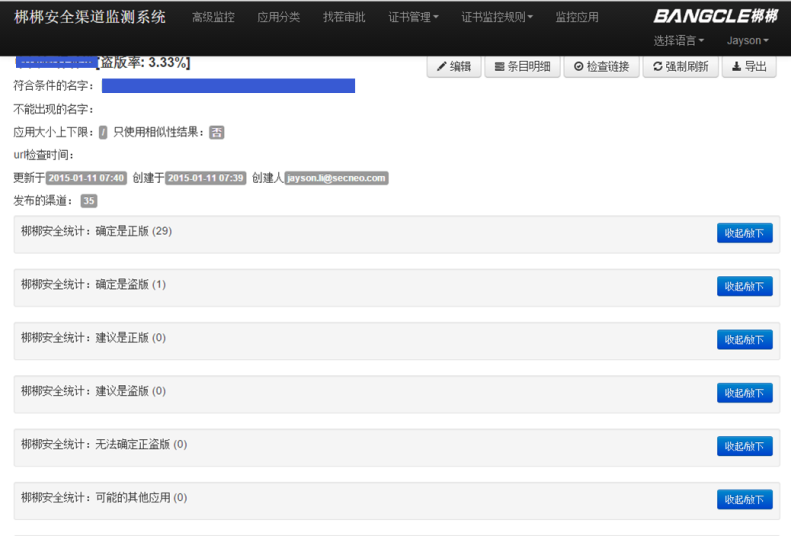 梆梆安全渠道监测系统 高级监控 应用分类 找茬审批 证书管理 证书监控规则 监控应用 BANGCLE梆梆
选择语言 Jayson
[盗版率: 3.33%] 编辑 条目明细 检查链接 强制刷新 导出
符合条件的名字：
不能出现的名字：
应用大小上下限： / 只使用相似性结果： 否
url检查时间：
更新于 2015-01-11 07:40 创建于 2015-01-11 07:39 创建人 jayson.li@secneo.com
发布的渠道： 35
梆梆安全统计：确定是正版 (29) 收起/放下
梆梆安全统计：确定是盗版 (1) 收起/放下
梆梆安全统计：建议是正版 (0) 收起/放下
梆梆安全统计：建议是盗版 (0) 收起/放下
梆梆安全统计：无法确定正盗版 (0) 收起/放下
梆梆安全统计：可能的其他应用 (0) 收起/放下